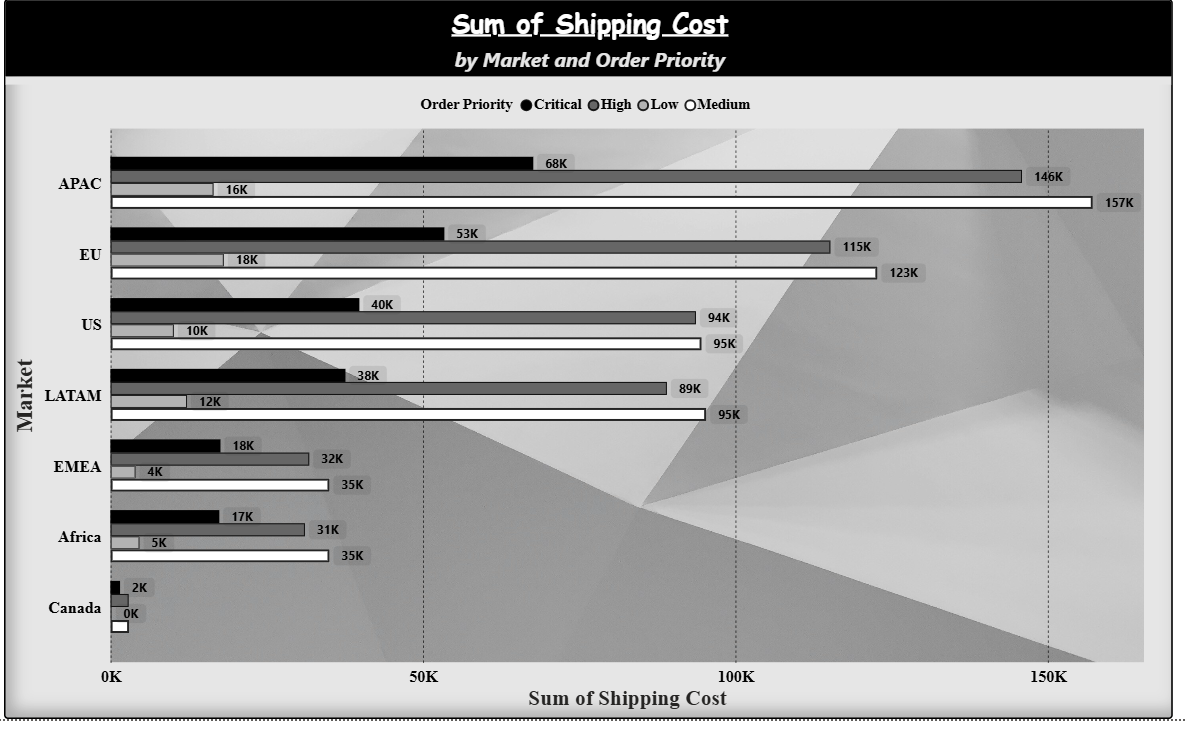 Sum of Shipping Cost
by Market and Order Priority
Order Priority Critical High Low Medium
Market
APAC
68K
146K
16K
157K
EU
53K
115K
18K
123K
US
40K
94K
10K
95K
LATAM
38K
89K
12K
95K
EMEA
18K
32K
4K
35K
Africa
17K
31K
5K
35K
Canada
2K
0K
0K 50K 100K 150K
Sum of Shipping Cost